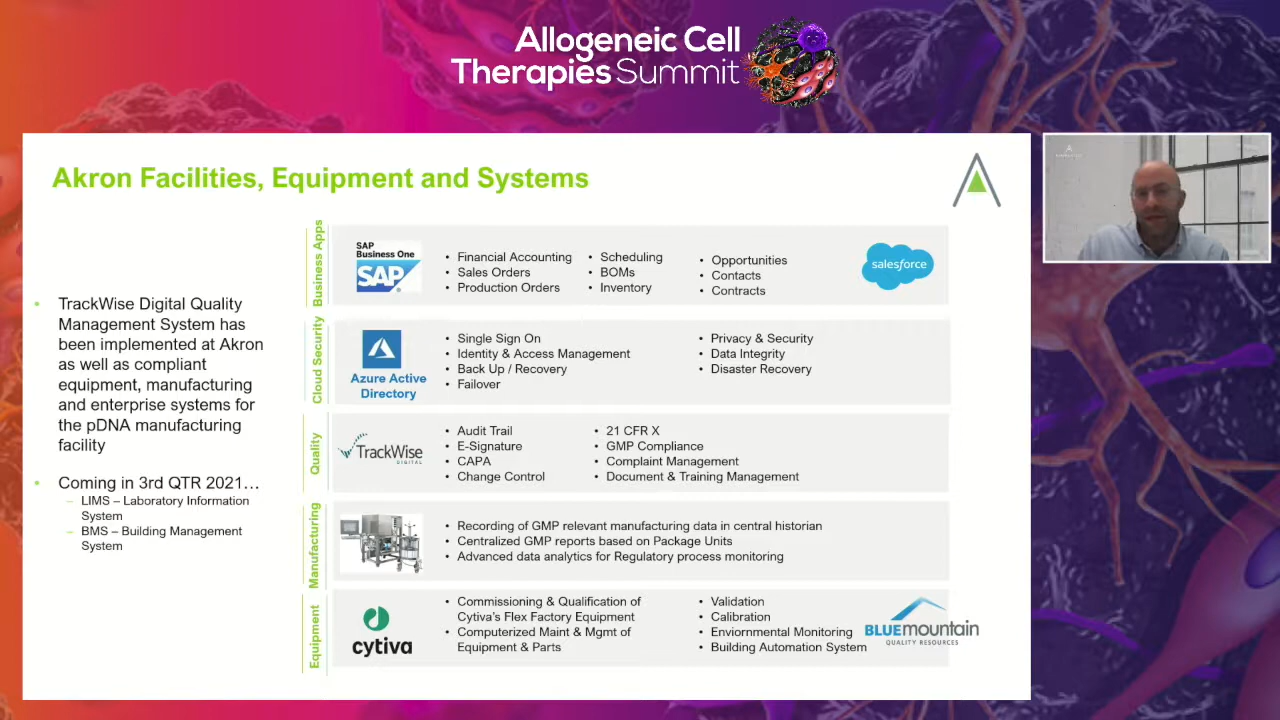 Allogeneic Cell
Therapies Summit
Akron Facilities, Equipment and Systems
• TrackWise Digital Quality
Management System has
been implemented at Akron
as well as compliant
equipment, manufacturing
and enterprise systems for
the pDNA manufacturing
facility
• Coming in 3rd QTR 2021…
– LIMS – Laboratory Information
System
– BMS – Building Management
System
Business Apps
SAP
Business One
SAP
• Financial Accounting
• Sales Orders
• Production Orders
• Scheduling
• BOMs
• Inventory
• Opportunities
• Contacts
• Contracts
salesforce
Cloud Security
Azure Active
Directory
• Single Sign On
• Identity & Access Management
• Back Up / Recovery
• Failover
• Privacy & Security
• Data Integrity
• Disaster Recovery
Quality
TrackWise
DIGITAL
• Audit Trail
• E-Signature
• CAPA
• Change Control
• 21 CFR X
• GMP Compliance
• Complaint Management
• Document & Training Management
Manufacturing
• Recording of GMP relevant manufacturing data in central historian
• Centralized GMP reports based on Package Units
• Advanced data analytics for Regulatory process monitoring
Equipment
cytiva
• Commissioning & Qualification of
Cytiva's Flex Factory Equipment
• Computerized Maint & Mgmt of
Equipment & Parts
• Validation
• Calibration
• Enviornmental Monitoring
• Building Automation System
BLUEmountain
QUALITY RESOURCES